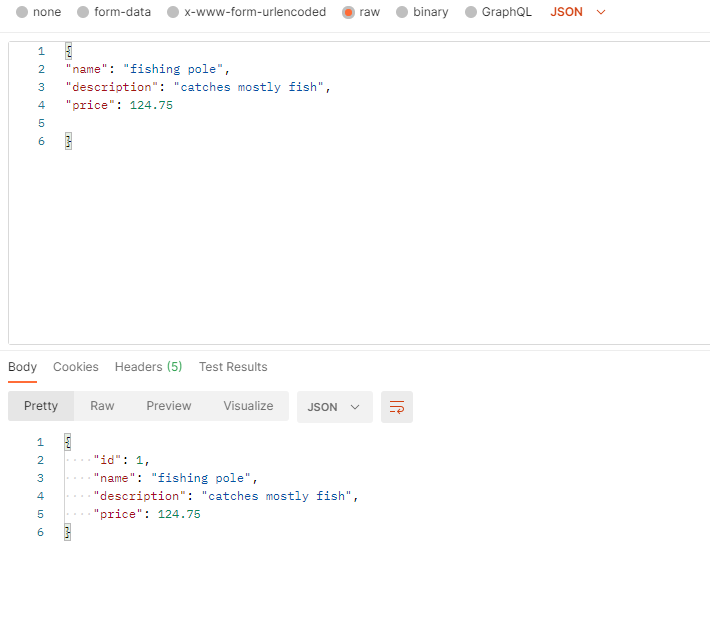 none form-data x-www-form-urlencoded raw binary GraphQL JSON
1 {
2 "name": "fishing pole",
3 "description": "catches mostly fish",
4 "price": 124.75
5
6 }
Body Cookies Headers (5) Test Results
Pretty Raw Preview Visualize JSON
1 {
2 "id": 1,
3 "name": "fishing pole",
4 "description": "catches mostly fish",
5 "price": 124.75
6 }